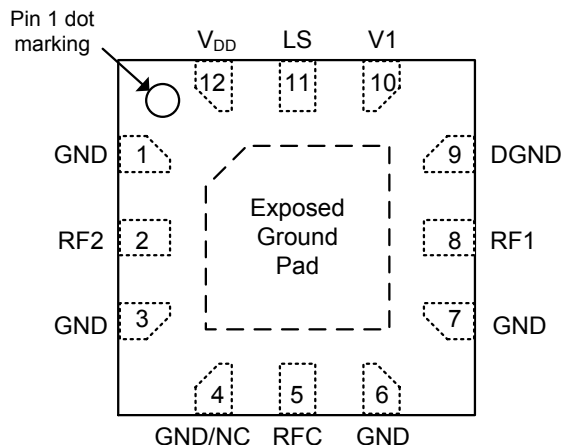 Pin 1 dot
marking
V_DD LS V1
12 11 10
GND 1 9 DGND
Exposed
Ground
Pad
RF2 2 8 RF1
GND 3 7 GND
4 5 6
GND/NC RFC GND